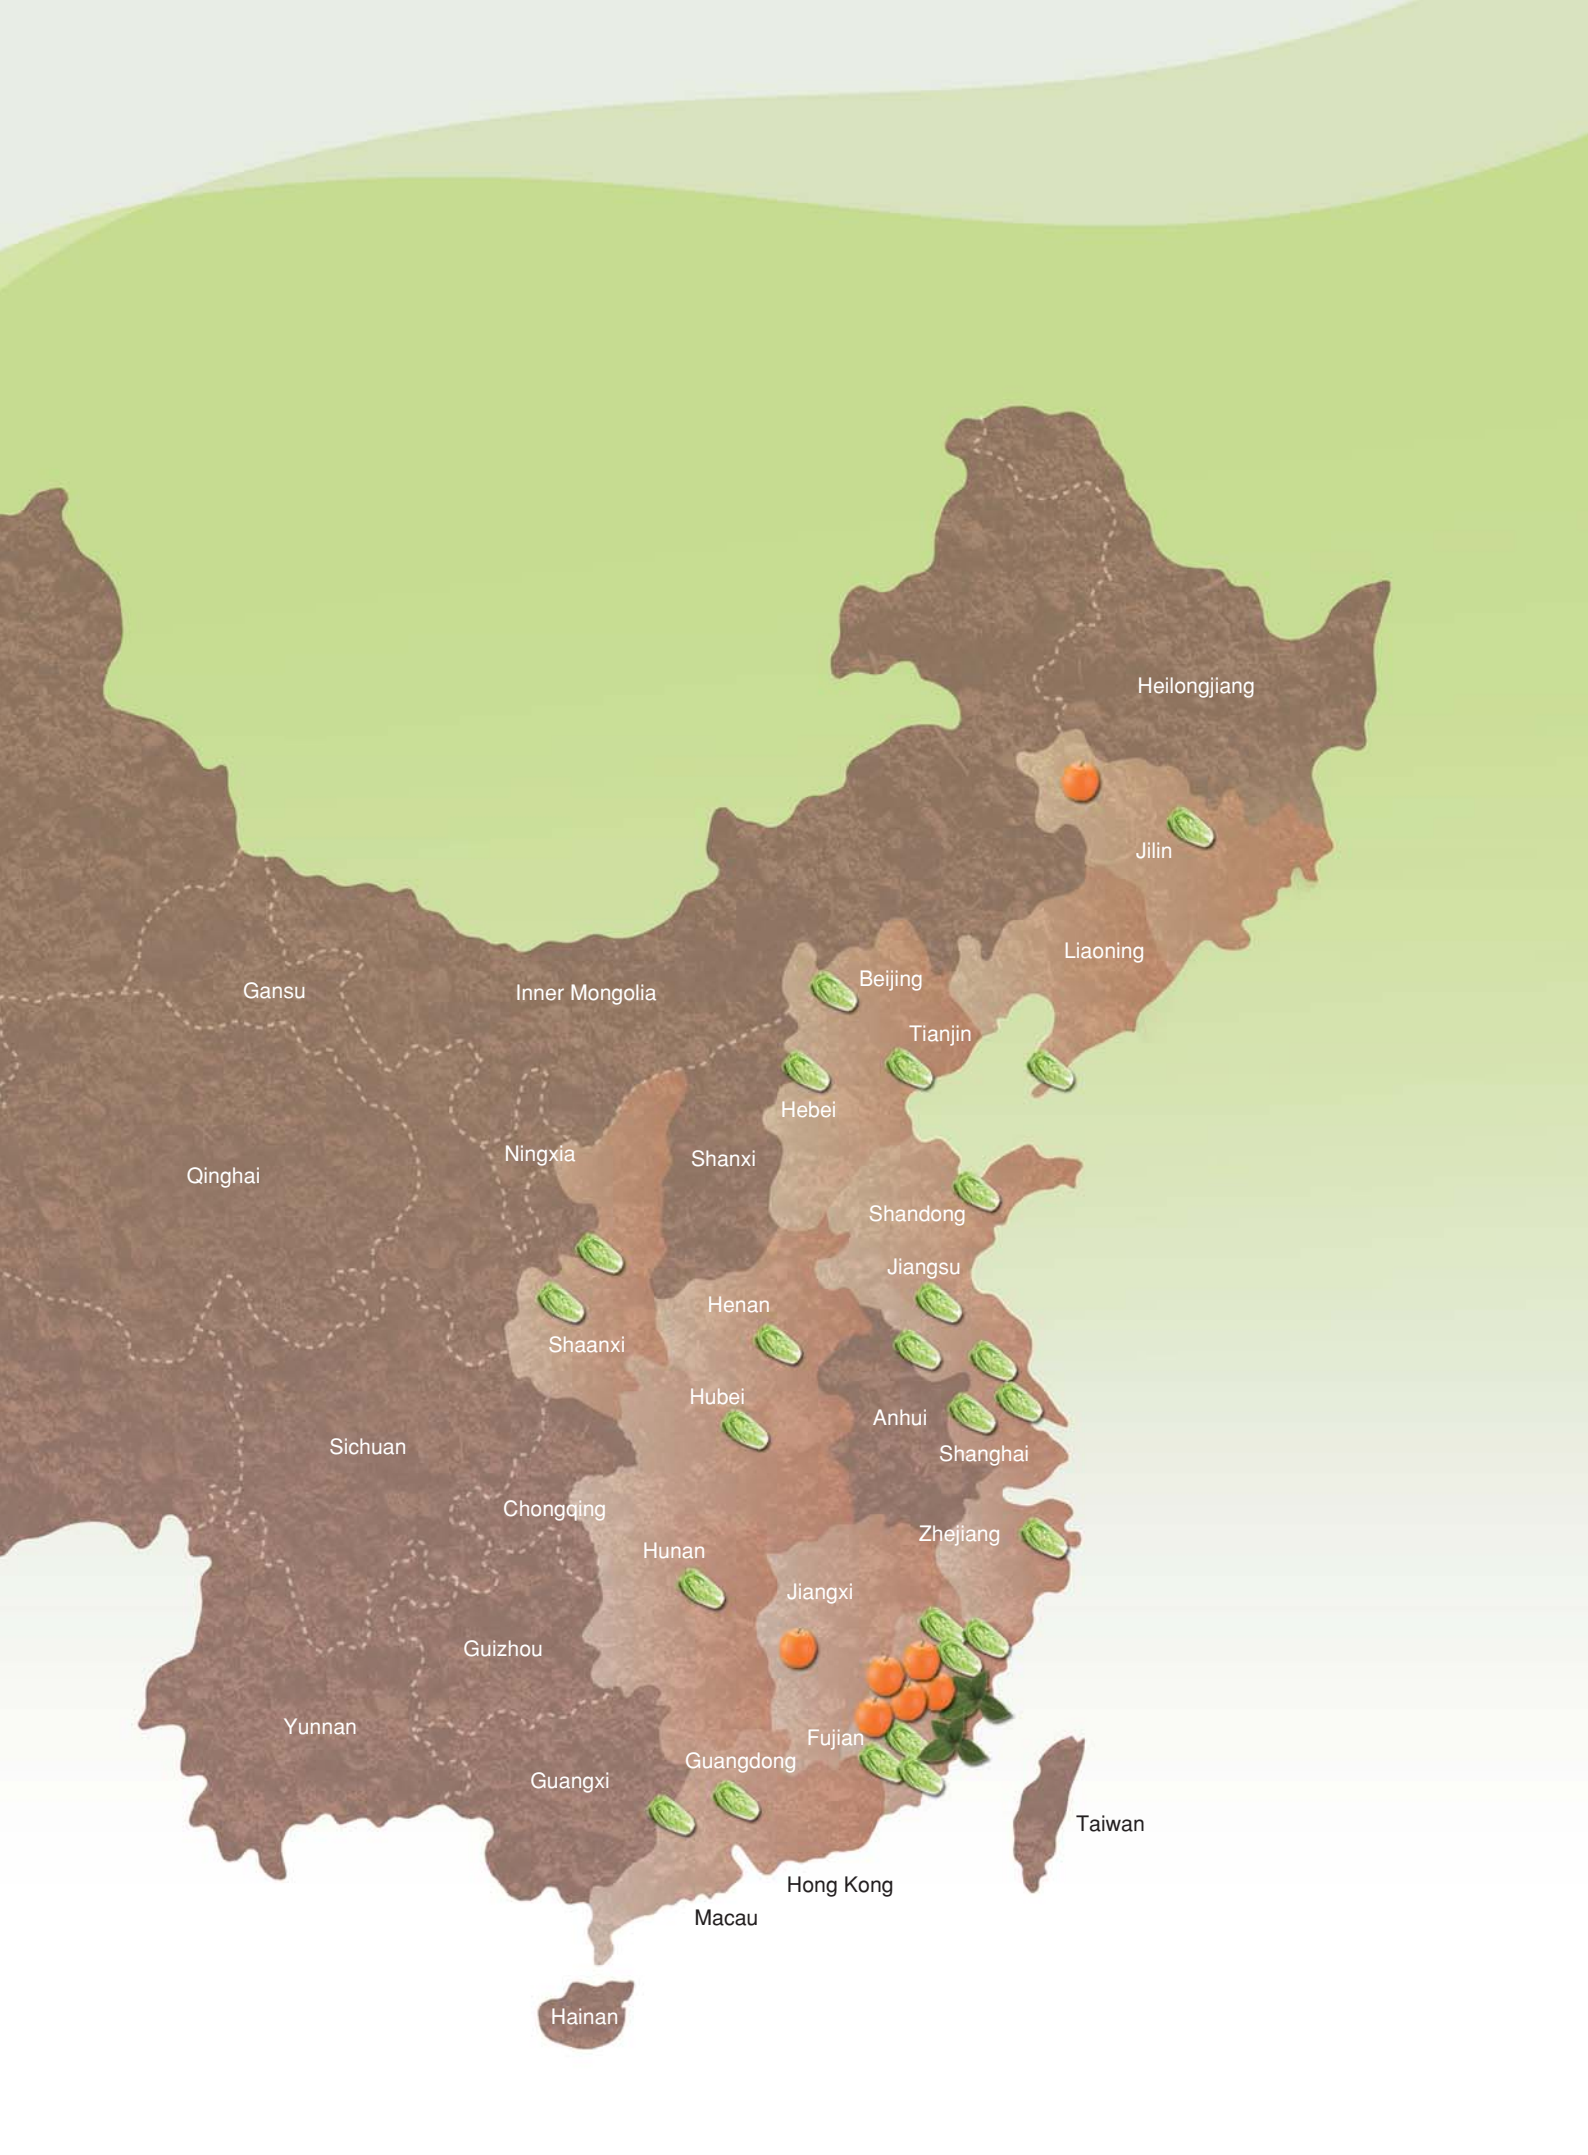 Heilongjiang
Jilin
Liaoning
Beijing
Gansu
Inner Mongolia
Tianjin
Hebei
Ningxia
Shanxi
Qinghai
Shandong
Jiangsu
Henan
Shaanxi
Hubei
Anhui
Sichuan
Shanghai
Chongqing
Zhejiang
Hunan
Jiangxi
Guizhou
Yunnan
Fujian
Guangdong
Guangxi
Taiwan
Hong Kong
Macau
Hainan